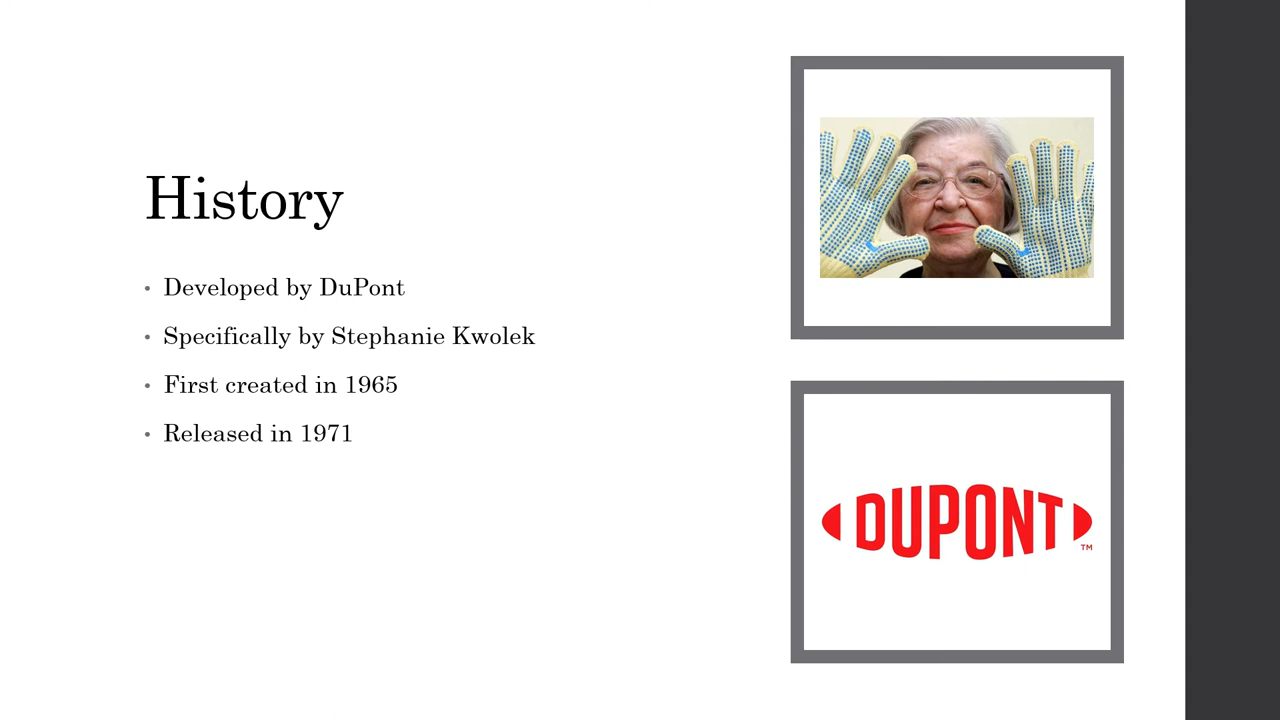 History
• Developed by DuPont
• Specifically by Stephanie Kwolek
• First created in 1965
• Released in 1971
DUPONT
TM